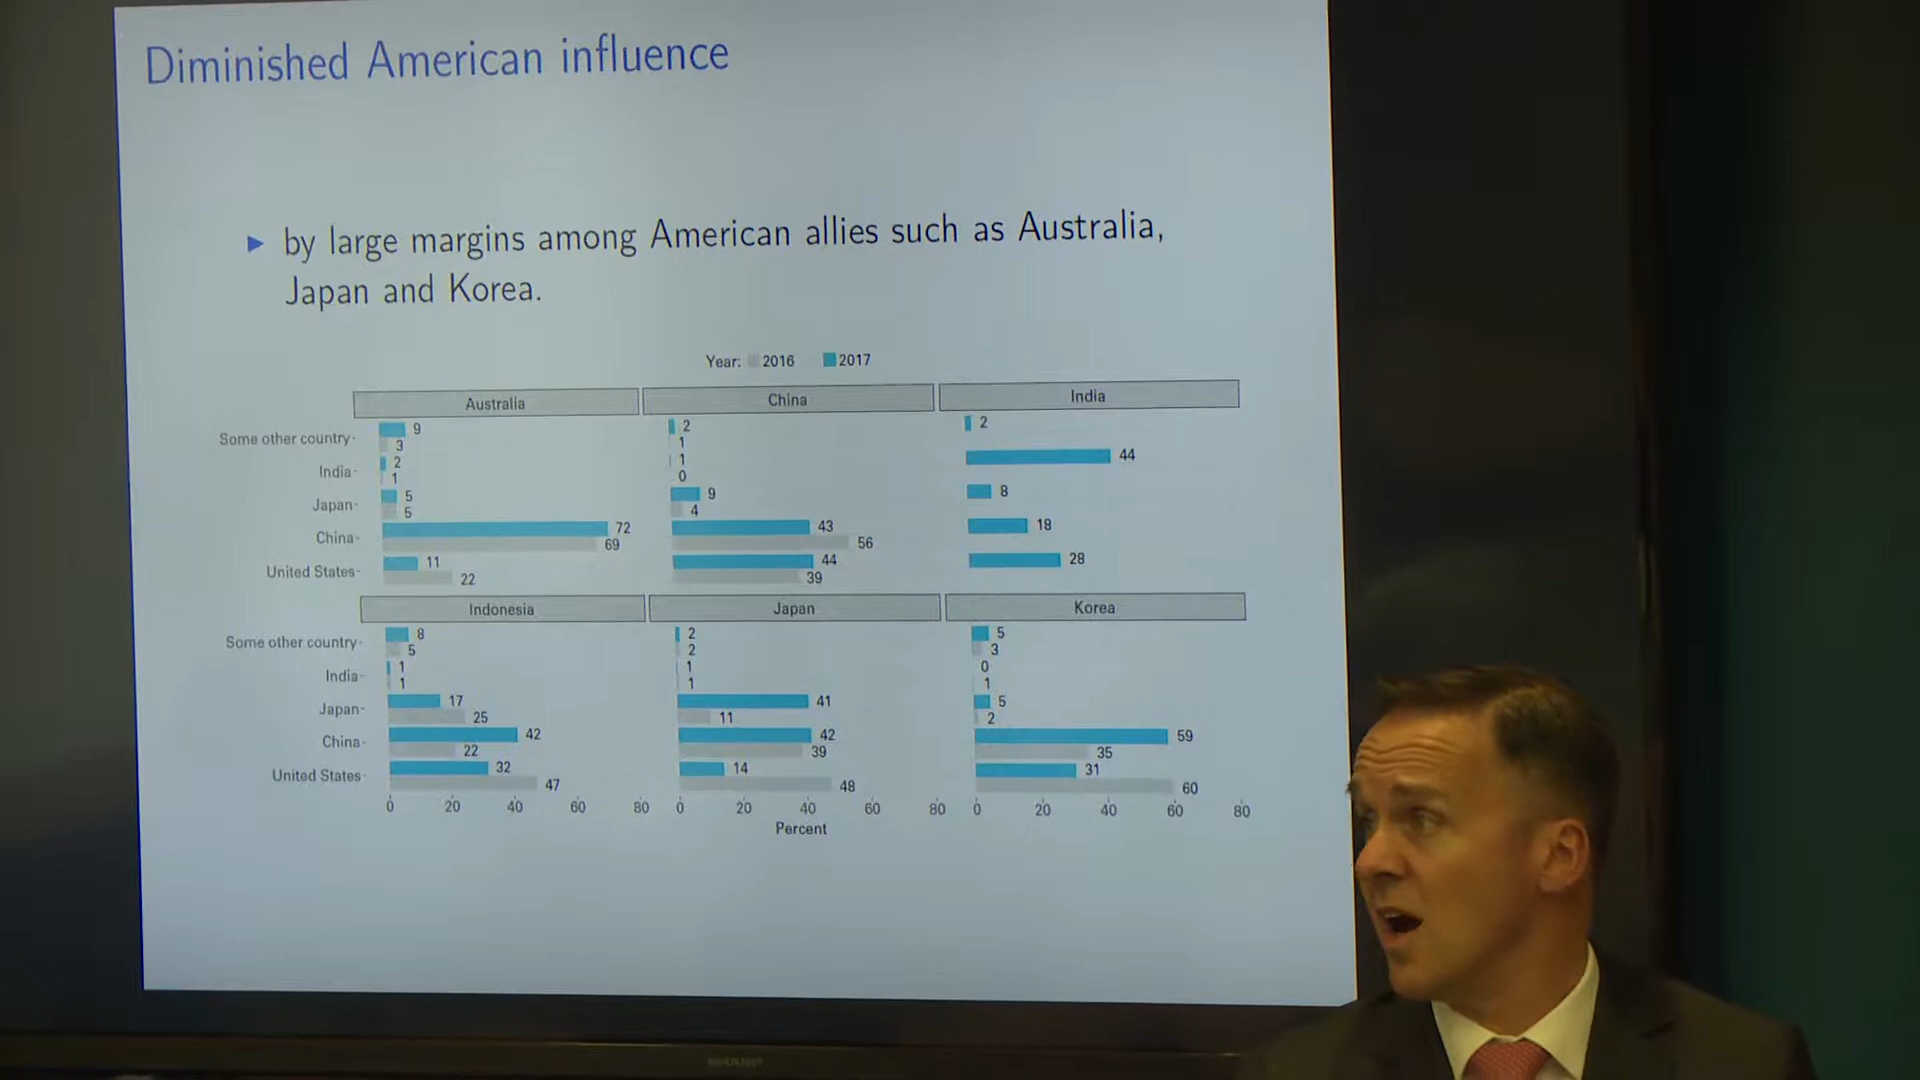 Diminished American influence
▶ by large margins among American allies such as Australia,
Japan and Korea.
Year: 2016 2017
Australia China India
Some other country 9 3 2 1 2
India 2 1 1 0 44
Japan 5 5 9 4 8
China 72 69 43 56 18
United States 11 22 44 39 28
Indonesia Japan Korea
Some other country 8 5 2 2 5 3
India 1 1 1 1 0 1
Japan 17 25 41 11 5 2
China 42 22 42 39 59 35
United States 32 47 14 48 31 60
0 20 40 60 80 0 20 40 60 80 0 20 40 60 80
Percent
SHARP